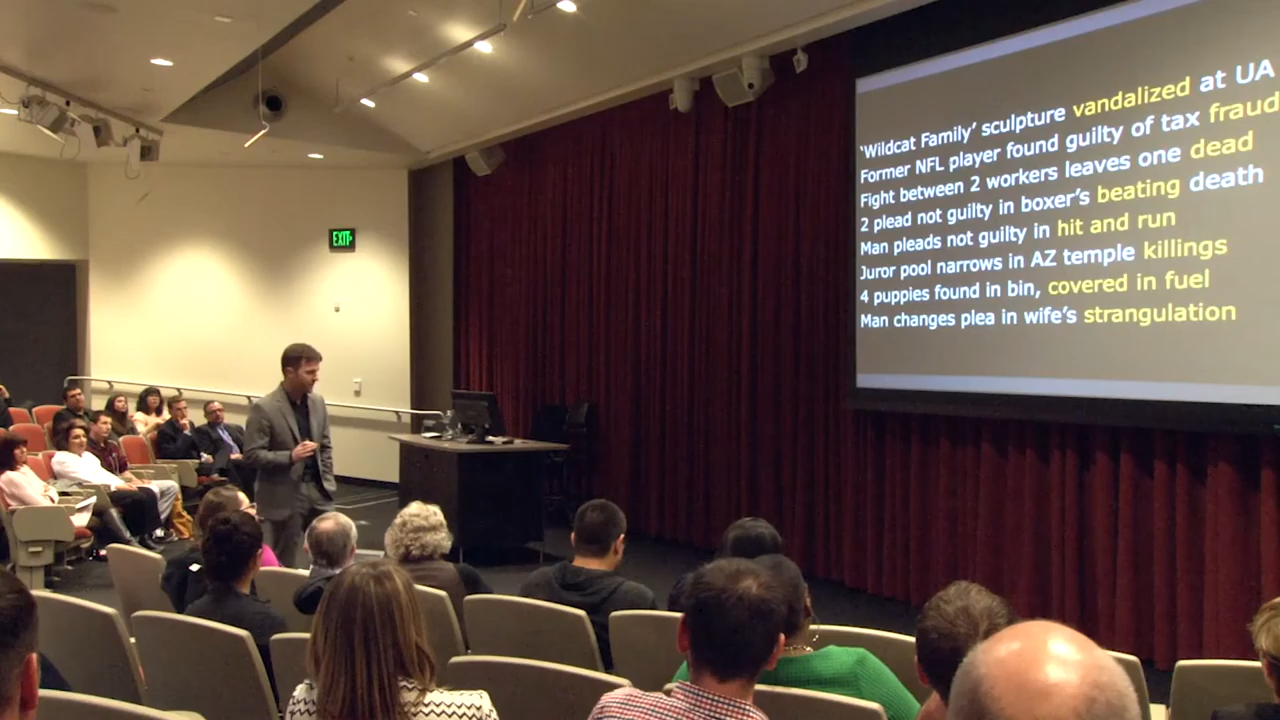 EXIT
‘Wildcat Family’ sculpture vandalized at UA
Former NFL player found guilty of tax fraud
Fight between 2 workers leaves one dead
2 plead not guilty in boxer’s beating death
Man pleads not guilty in hit and run
Juror pool narrows in AZ temple killings
4 puppies found in bin, covered in fuel
Man changes plea in wife’s strangulation